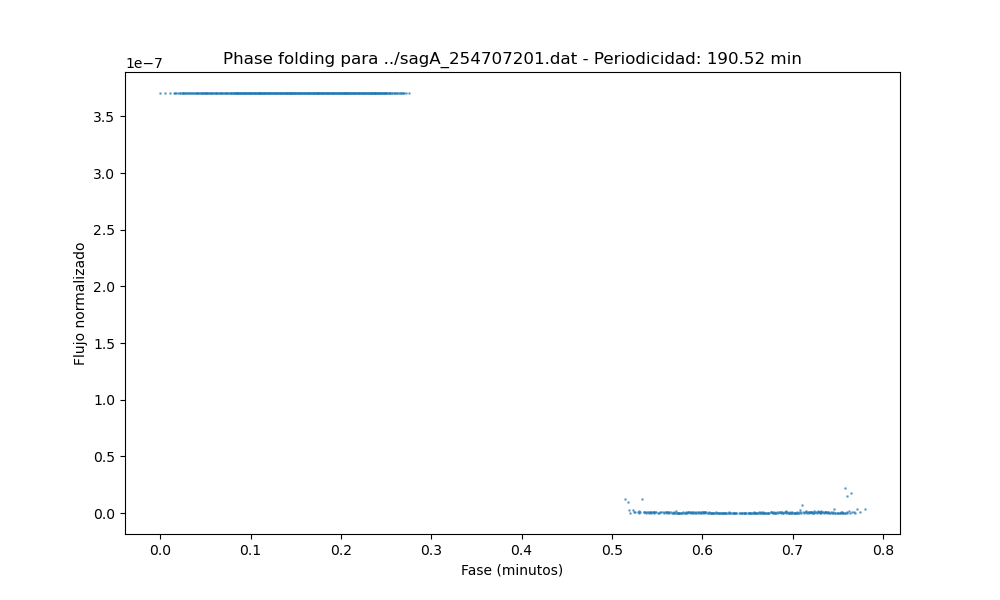 Phase folding para ../sagA_254707201.dat - Periodicidad: 190.52 min
1e−7
3.5
3.0
2.5
2.0
1.5
1.0
0.5
0.0
Flujo normalizado
0.0 0.1 0.2 0.3 0.4 0.5 0.6 0.7 0.8
Fase (minutos)